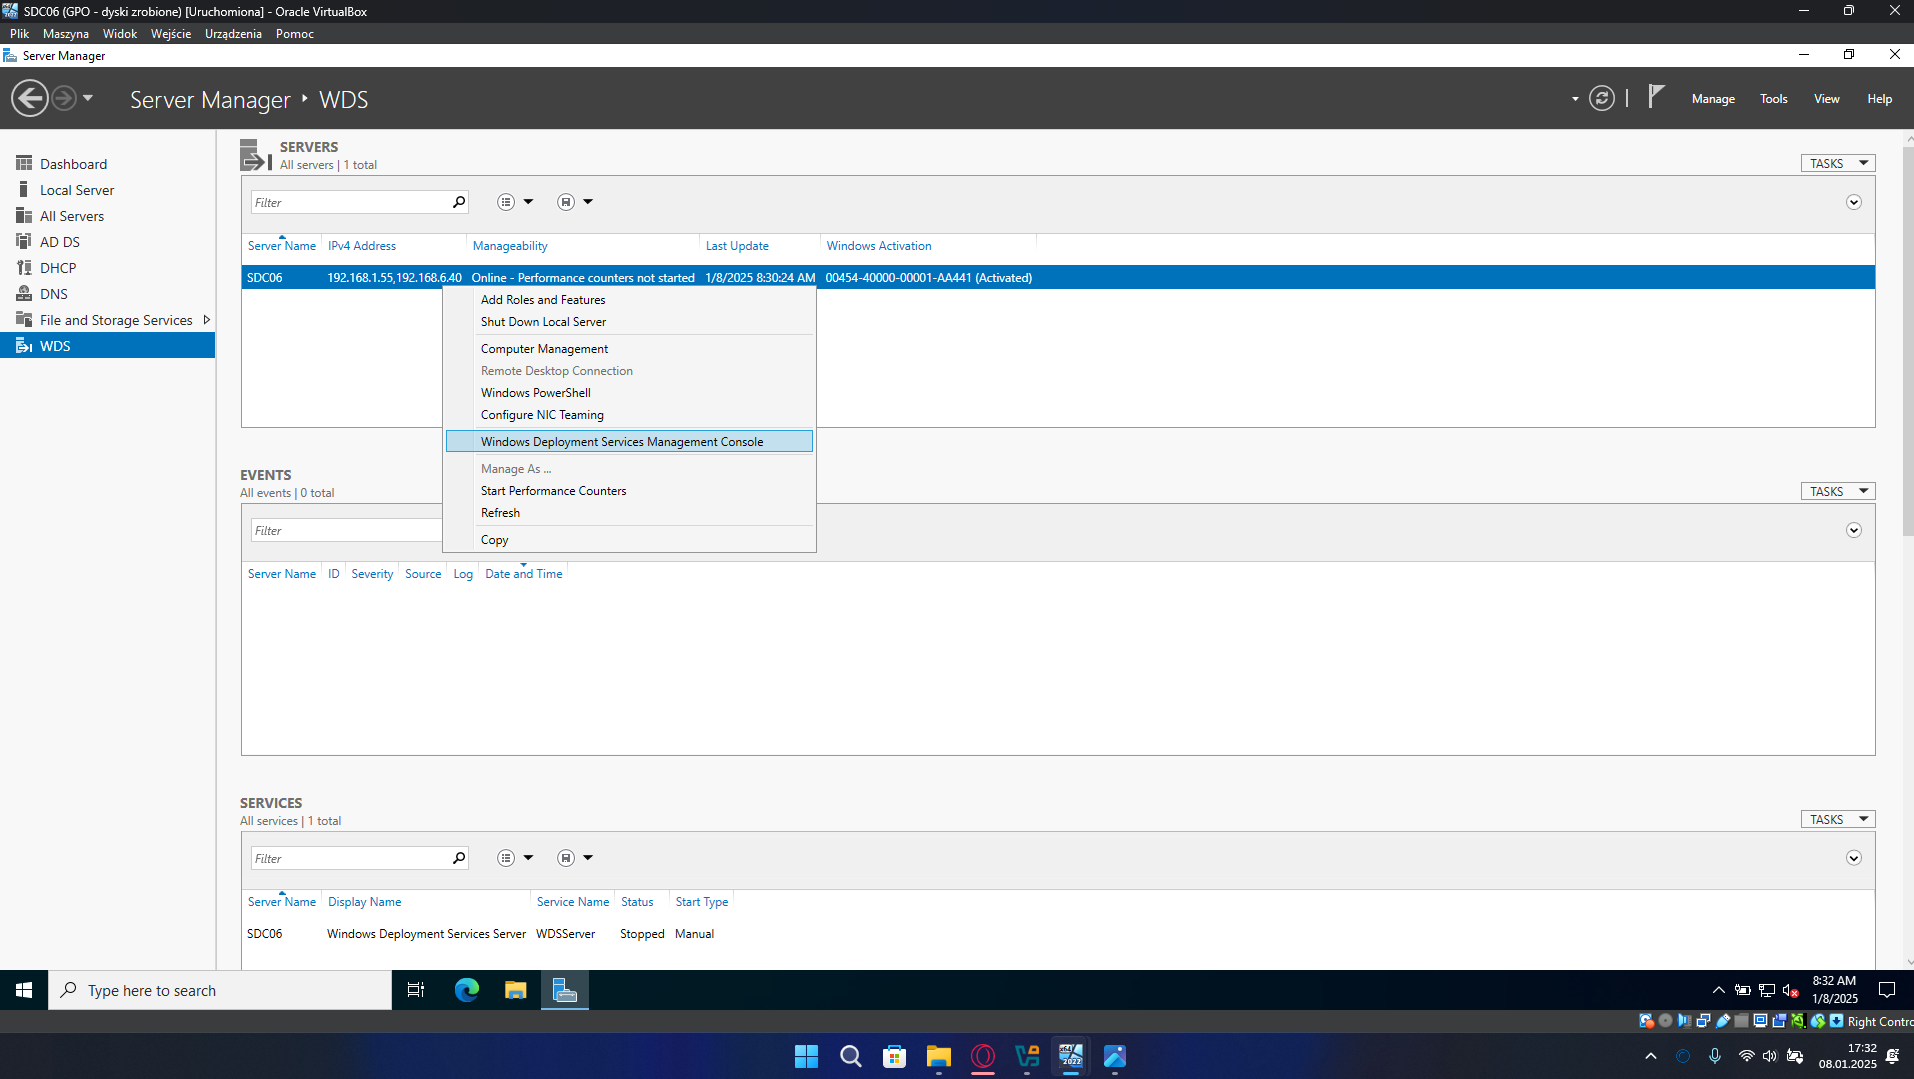 SDC06 (GPO - dyski zrobione) [Uruchomiona] - Oracle VirtualBox
Plik Maszyna Widok Wejście Urządzenia Pomoc
Server Manager
Server Manager WDS
Manage Tools View Help
Dashboard
Local Server
All Servers
AD DS
DHCP
DNS
File and Storage Services
WDS
SERVERS
All servers | 1 total
TASKS
Filter
Server Name IPv4 Address Manageability Last Update Windows Activation
SDC06 192.168.1.55,192.168.6.40 Online - Performance counters not started 1/8/2025 8:30:24 AM 00454-40000-00001-AA441 (Activated)
Add Roles and Features
Shut Down Local Server
Computer Management
Remote Desktop Connection
Windows PowerShell
Configure NIC Teaming
Windows Deployment Services Management Console
Manage As ...
Start Performance Counters
Refresh
Copy
EVENTS
All events | 0 total
TASKS
Filter
Server Name ID Severity Source Log Date and Time
SERVICES
All services | 1 total
TASKS
Filter
Server Name Display Name Service Name Status Start Type
SDC06 Windows Deployment Services Server WDSServer Stopped Manual
Type here to search
8:32 AM
1/8/2025
Right Contro
17:32
08.01.2025